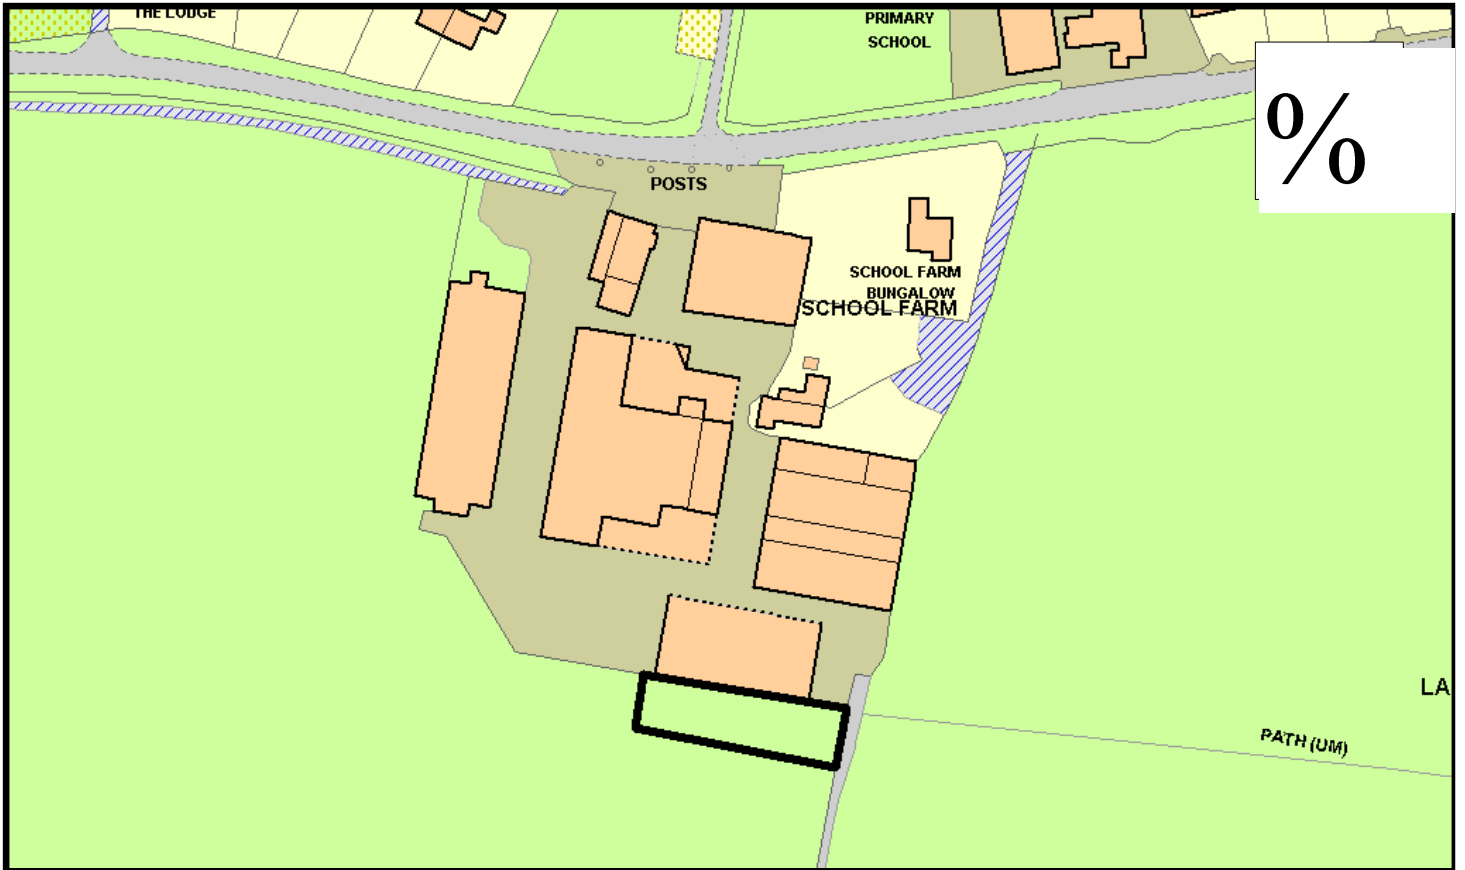 THE LODGE
PRIMARY
SCHOOL
%
POSTS
SCHOOL FARM
BUNGALOW
SCHOOL FARM
LA
PATH (UM)